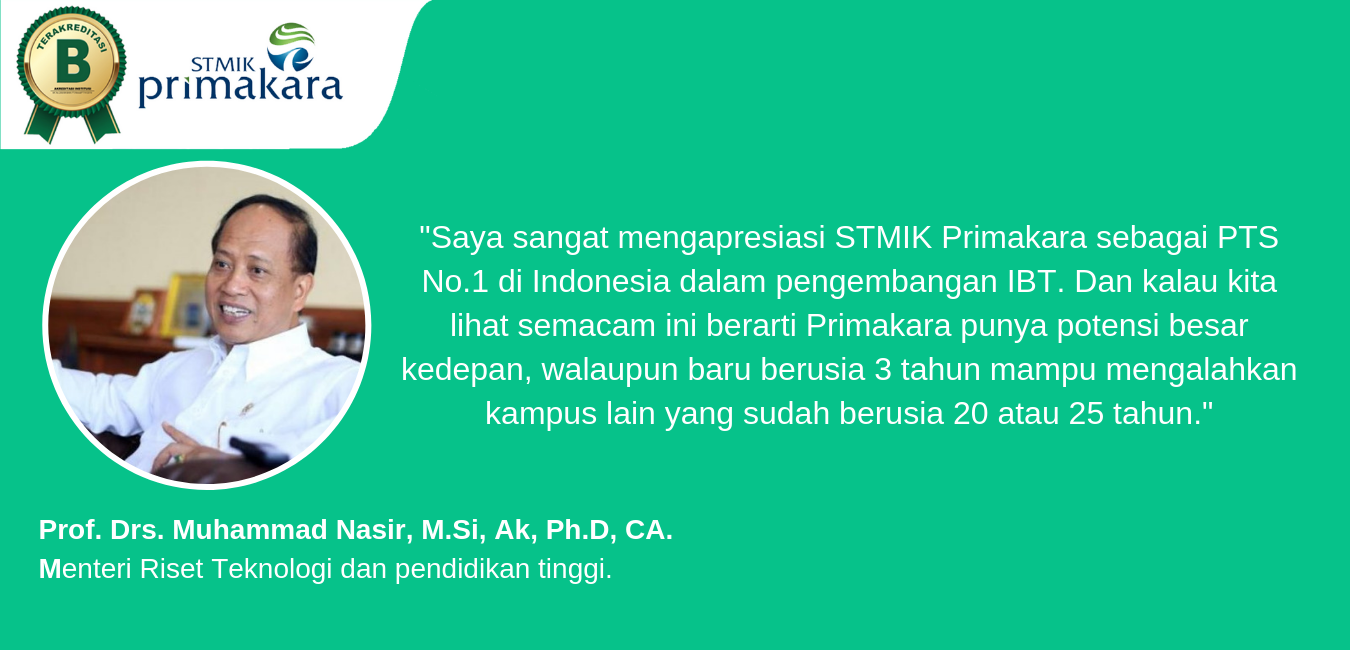 TERAKREDITASI
B
STMIK
primakara
"Saya sangat mengapresiasi STMIK Primakara sebagai PTS
No.1 di Indonesia dalam pengembangan IBT. Dan kalau kita
lihat semacam ini berarti Primakara punya potensi besar
kedepan, walaupun baru berusia 3 tahun mampu mengalahkan
kampus lain yang sudah berusia 20 atau 25 tahun."
Prof. Drs. Muhammad Nasir, M.Si, Ak, Ph.D, CA.
Menteri Riset Teknologi dan pendidikan tinggi.